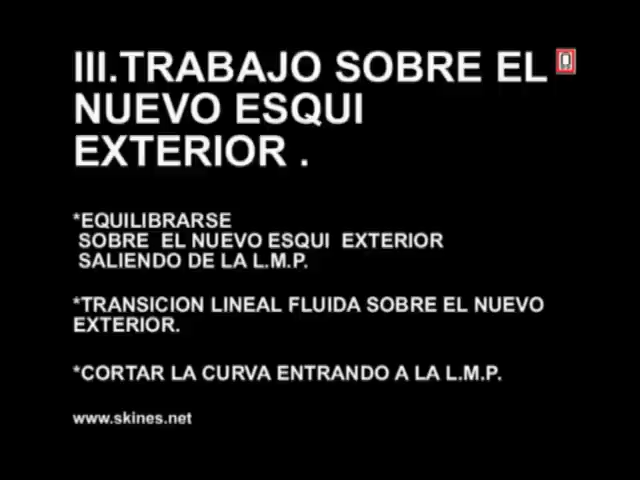 III.TRABAJO SOBRE EL
NUEVO ESQUI
EXTERIOR .
*EQUILIBRARSE
SOBRE EL NUEVO ESQUI EXTERIOR
SALIENDO DE LA L.M.P.
*TRANSICION LINEAL FLUIDA SOBRE EL NUEVO
EXTERIOR.
*CORTAR LA CURVA ENTRANDO A LA L.M.P.
www.skines.net